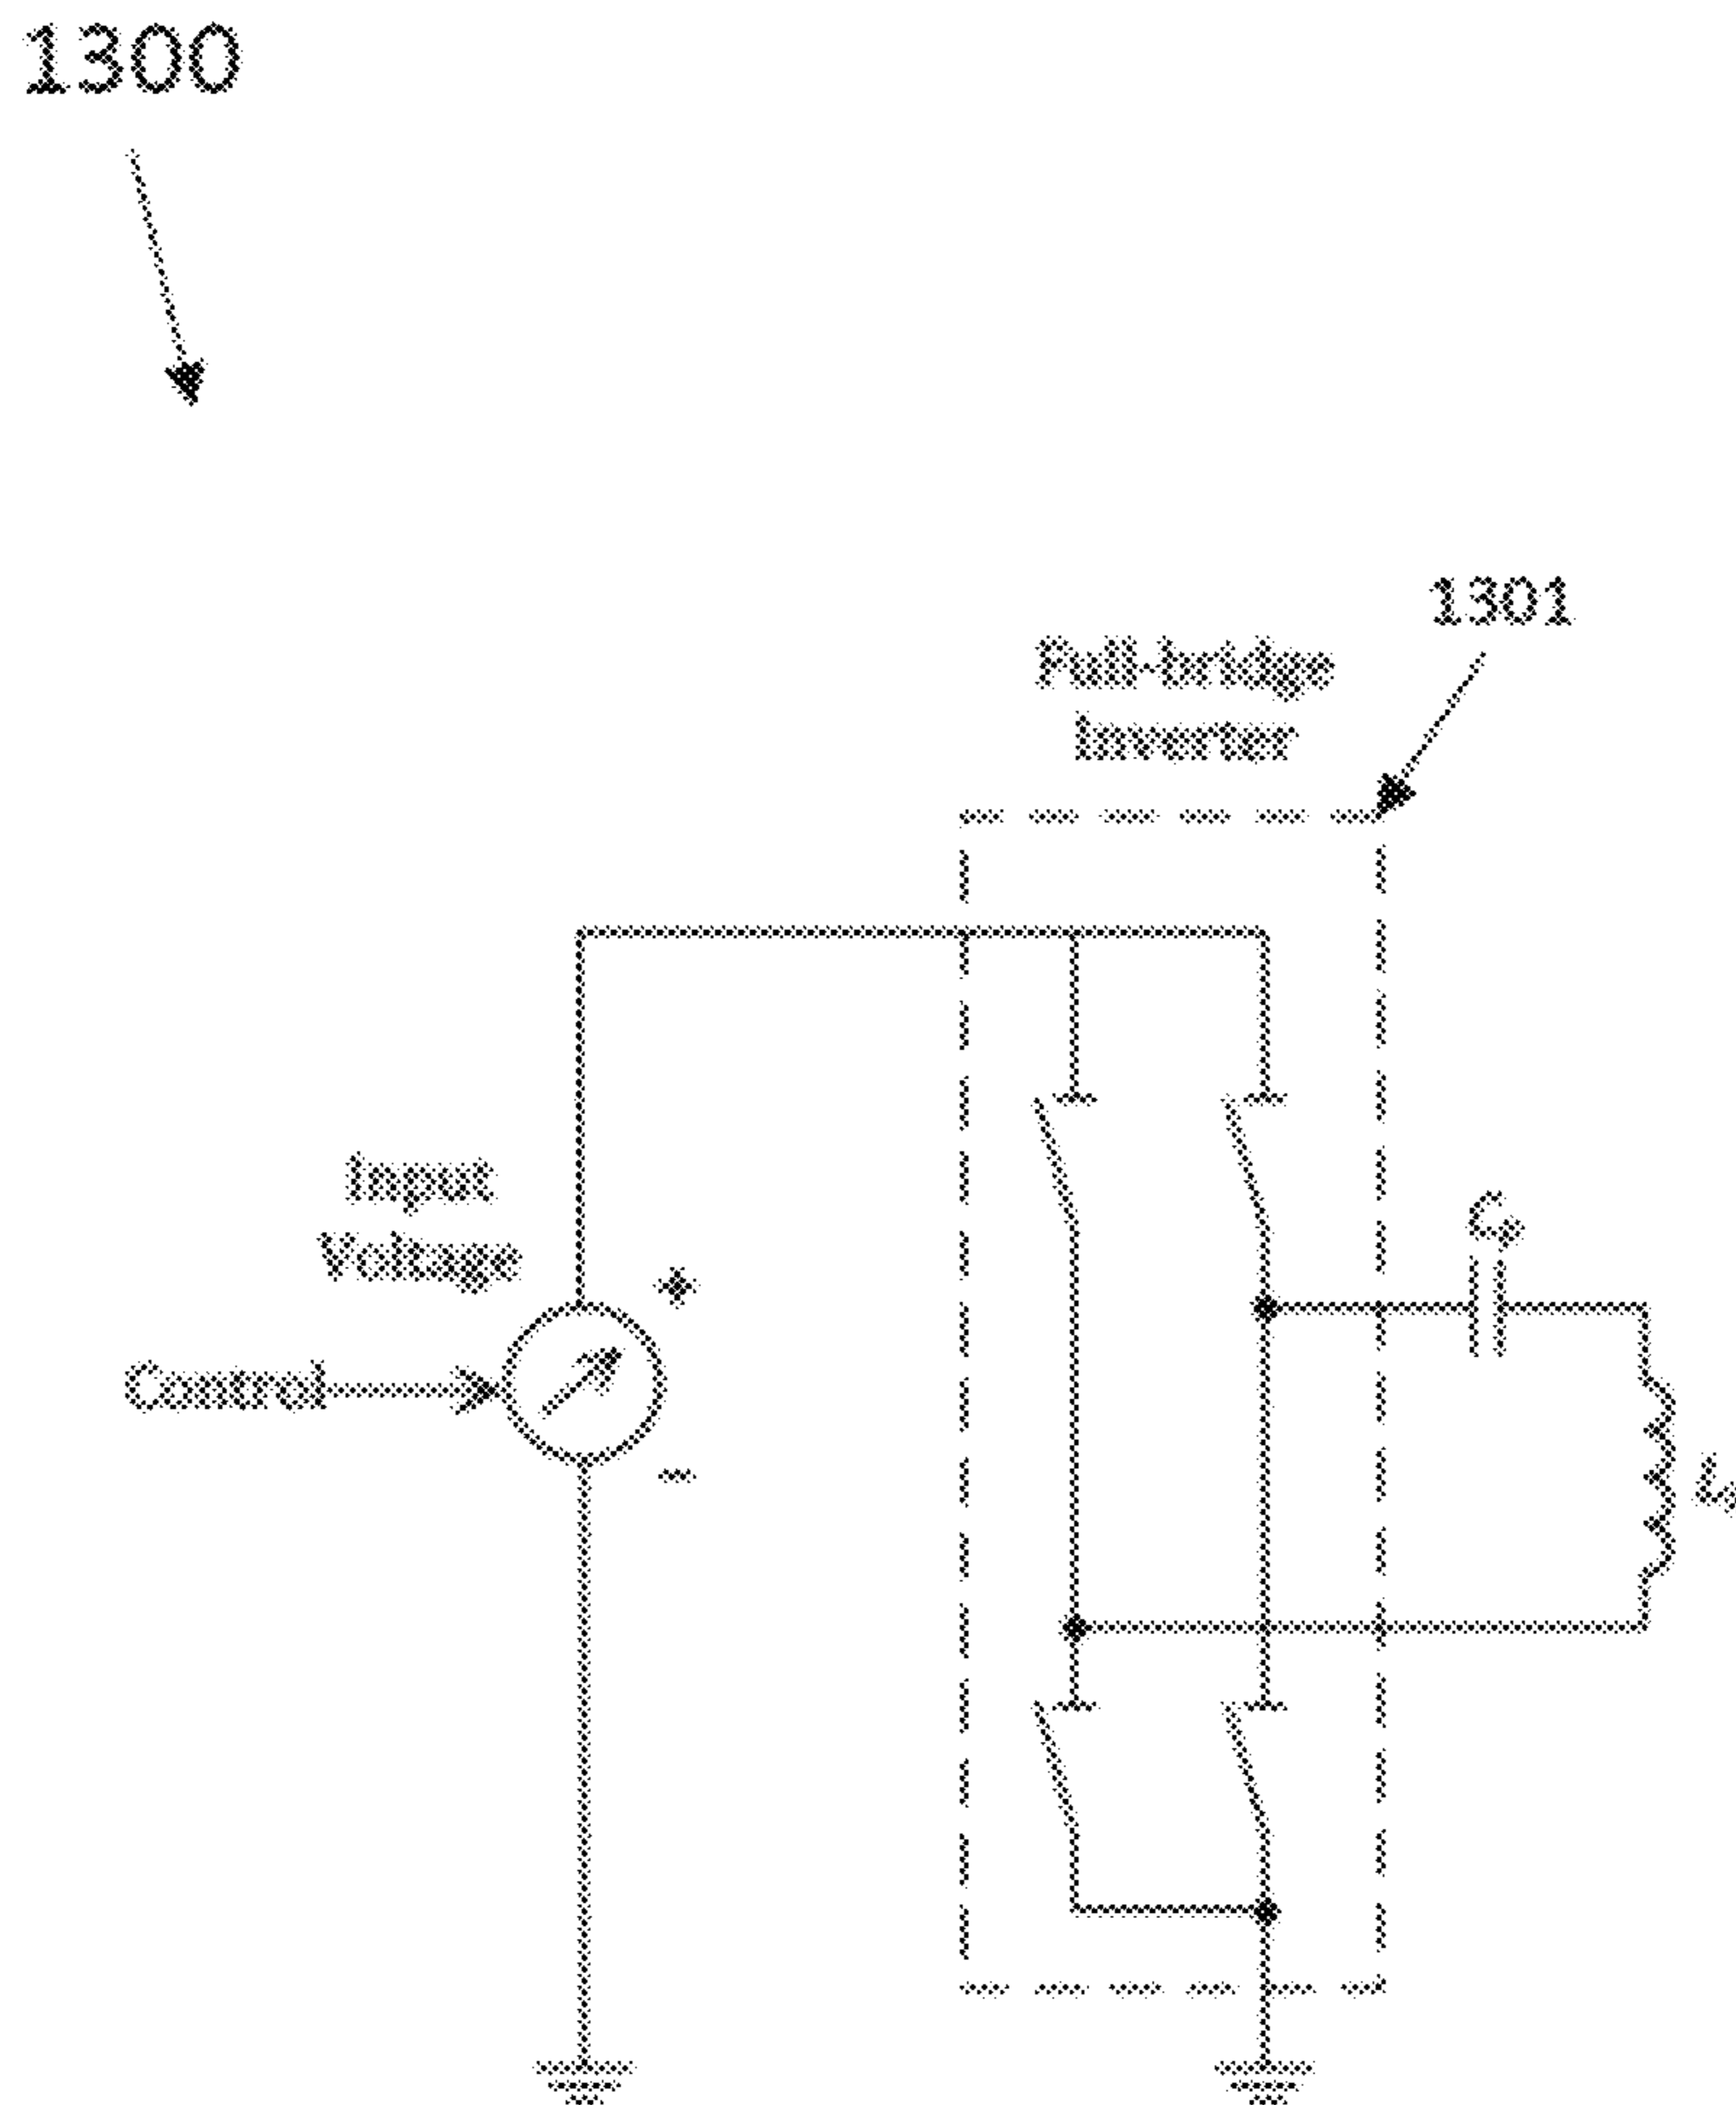 1300
1301
Full-bridge
Inverter
Input
Voltage
+
Control
−